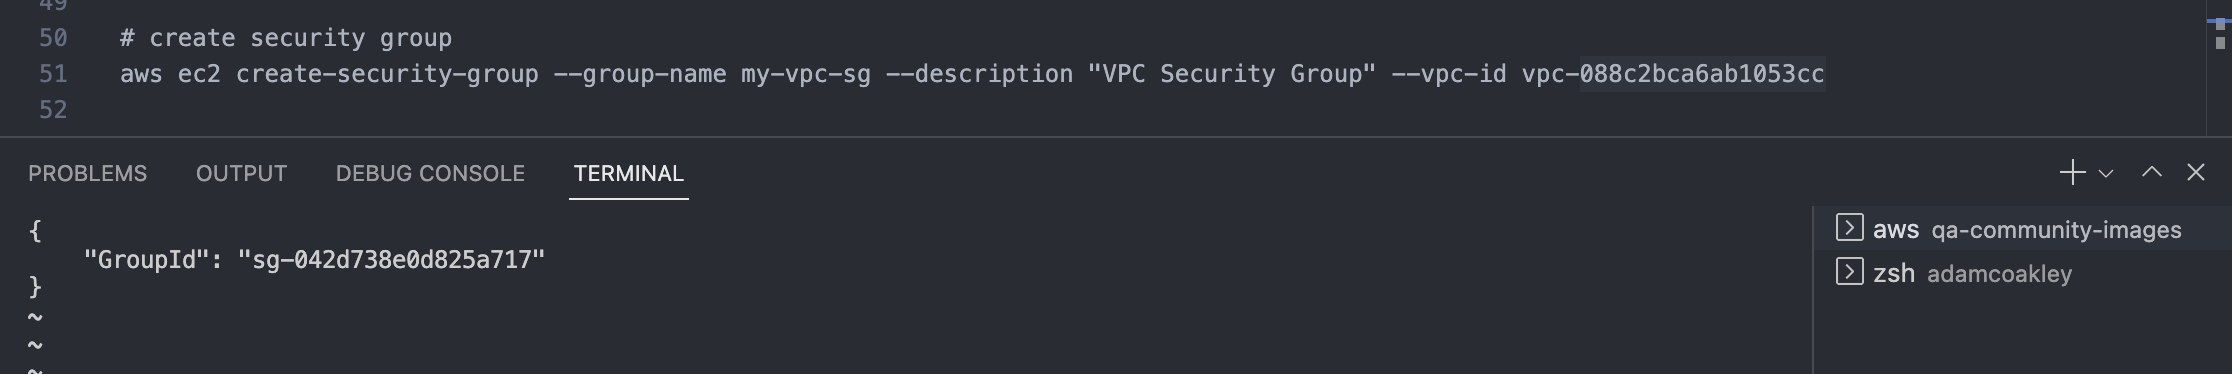 49
50 # create security group
51 aws ec2 create-security-group --group-name my-vpc-sg --description "VPC Security Group" --vpc-id vpc-088c2bca6ab1053cc
52
PROBLEMS OUTPUT DEBUG CONSOLE TERMINAL
{
"GroupId": "sg-042d738e0d825a717"
}
~
~
~
aws qa-community-images
zsh adamcoakley